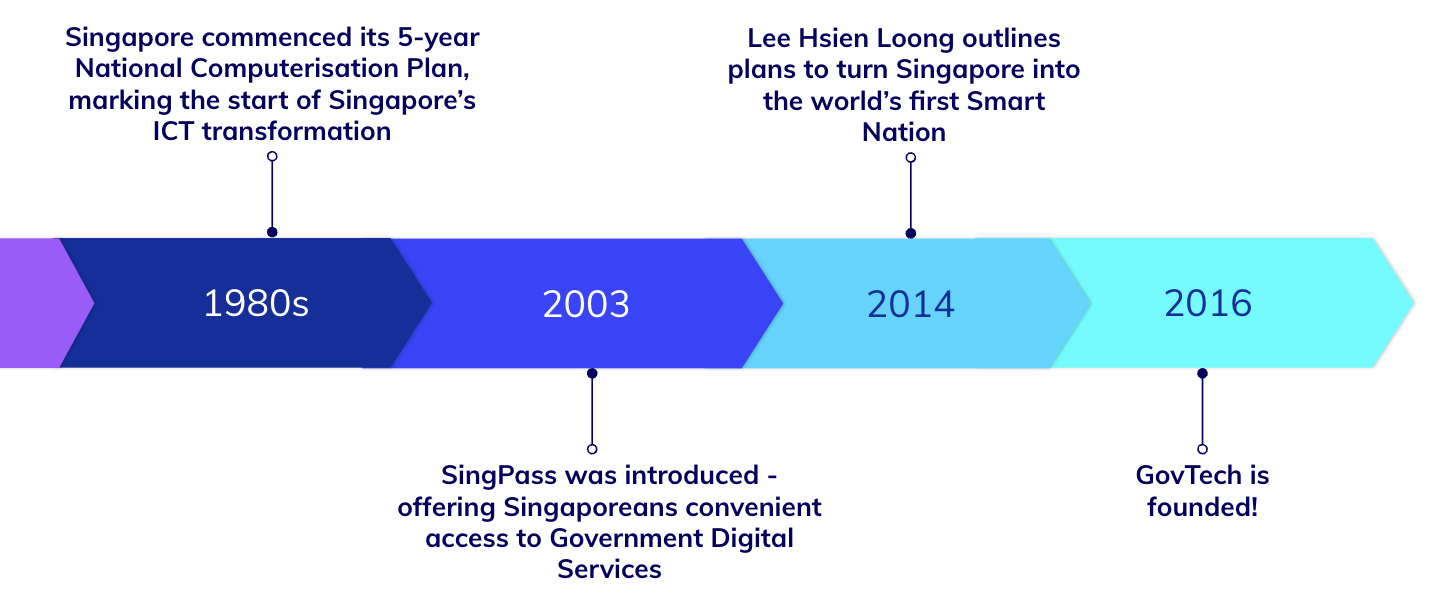 Singapore commenced its 5-year
National Computerisation Plan,
marking the start of Singapore’s
ICT transformation
Lee Hsien Loong outlines
plans to turn Singapore into
the world’s first Smart
Nation
1980s
2003
2014
2016
SingPass was introduced -
offering Singaporeans convenient
access to Government Digital
Services
GovTech is
founded!